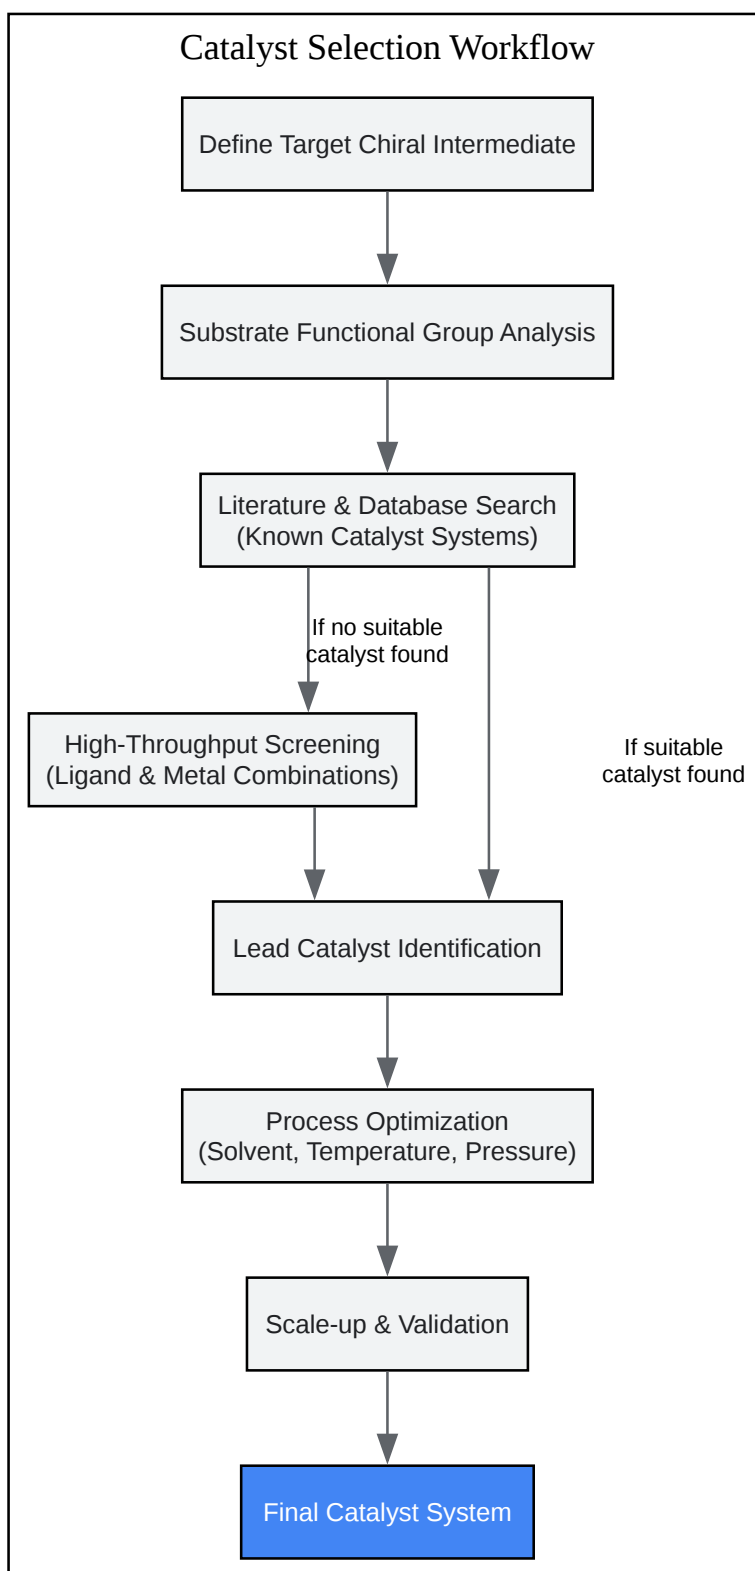 Catalyst Selection Workflow
Define Target Chiral Intermediate
Substrate Functional Group Analysis
Literature & Database Search
(Known Catalyst Systems)
If no suitable
catalyst found
High-Throughput Screening
(Ligand & Metal Combinations)
If suitable
catalyst found
Lead Catalyst Identification
Process Optimization
(Solvent, Temperature, Pressure)
Scale-up & Validation
Final Catalyst System